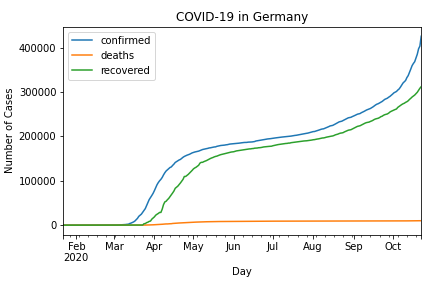 COVID-19 in Germany
confirmed
deaths
recovered
Number of Cases
400000
300000
200000
100000
0
Feb Mar Apr May Jun Jul Aug Sep Oct
2020
Day